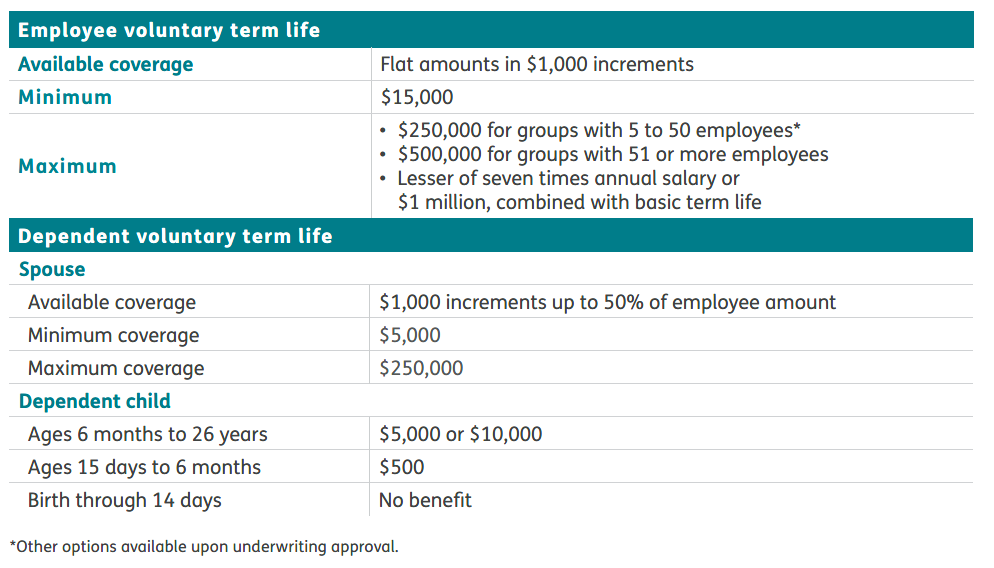 Employee voluntary term life
Available coverage Flat amounts in $1,000 increments
Minimum $15,000
Maximum
• $250,000 for groups with 5 to 50 employees*
• $500,000 for groups with 51 or more employees
• Lesser of seven times annual salary or
$1 million, combined with basic term life
Dependent voluntary term life
Spouse
Available coverage $1,000 increments up to 50% of employee amount
Minimum coverage $5,000
Maximum coverage $250,000
Dependent child
Ages 6 months to 26 years $5,000 or $10,000
Ages 15 days to 6 months $500
Birth through 14 days No benefit
*Other options available upon underwriting approval.